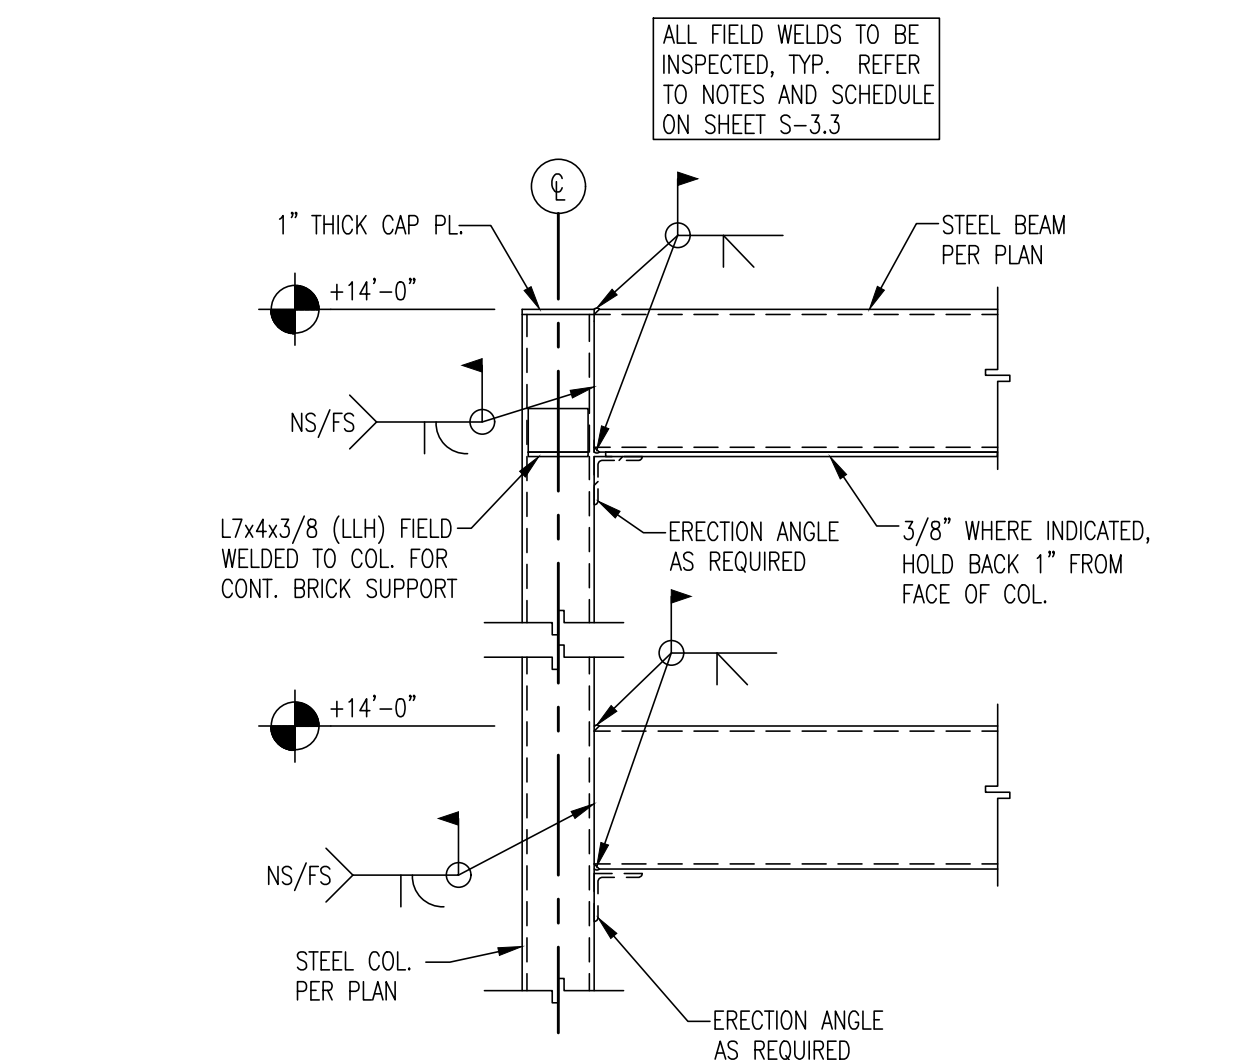 ALL FIELD WELDS TO BE
INSPECTED, TYP. REFER
TO NOTES AND SCHEDULE
ON SHEET S-3.3
℄
1" THICK CAP PL.
STEEL BEAM
PER PLAN
+14'-0"
NS/FS
L7x4x3/8 (LLH) FIELD
WELDED TO COL. FOR
CONT. BRICK SUPPORT
ERECTION ANGLE
AS REQUIRED
3/8" WHERE INDICATED,
HOLD BACK 1" FROM
FACE OF COL.
+14'-0"
NS/FS
STEEL COL.
PER PLAN
ERECTION ANGLE
AS REQUIRED